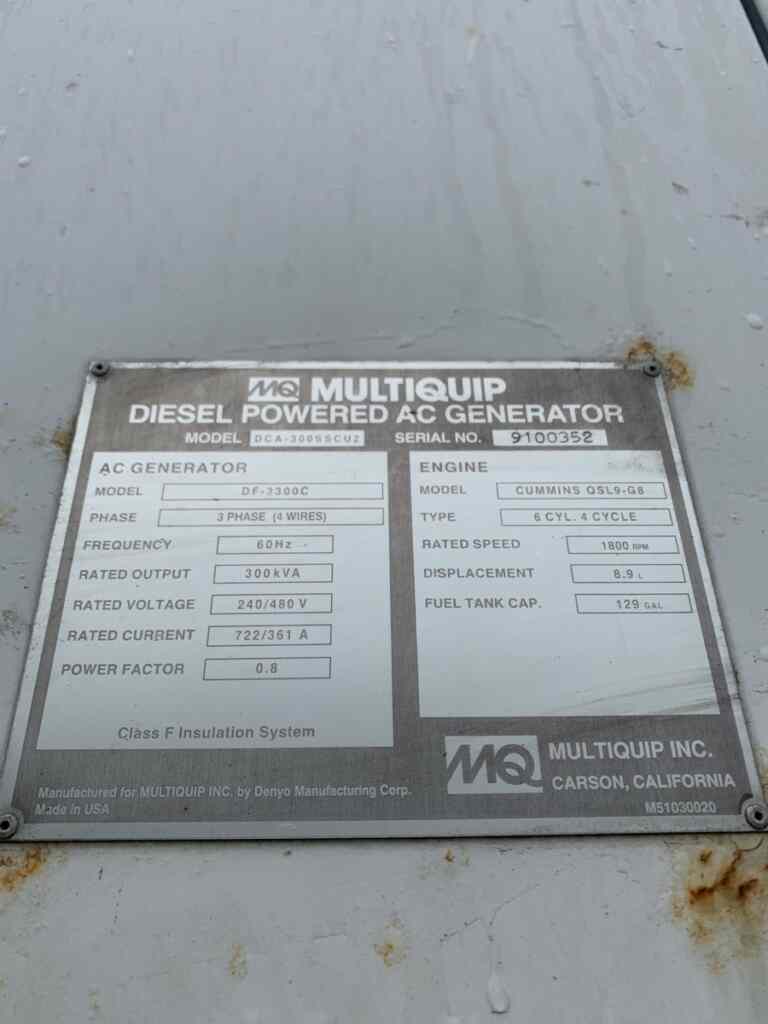 MQ MULTIQUIP
DIESEL POWERED AC GENERATOR
MODEL DCA-300SSCU2 SERIAL NO. 9100352
AC GENERATOR
MODEL DF-3300C
PHASE 3 PHASE (4 WIRES)
FREQUENCY 60Hz
RATED OUTPUT 300kVA
RATED VOLTAGE 240/480 V
RATED CURRENT 722/361 A
POWER FACTOR 0.8
Class F Insulation System
ENGINE
MODEL CUMMINS QSL9-G8
TYPE 6 CYL. 4 CYCLE
RATED SPEED 1800 RPM
DISPLACEMENT 8.9 L
FUEL TANK CAP. 129 GAL
MQ MULTIQUIP INC.
CARSON, CALIFORNIA
Manufactured for MULTIQUIP INC. by Denyo Manufacturing Corp.
Made in USA
M51030020